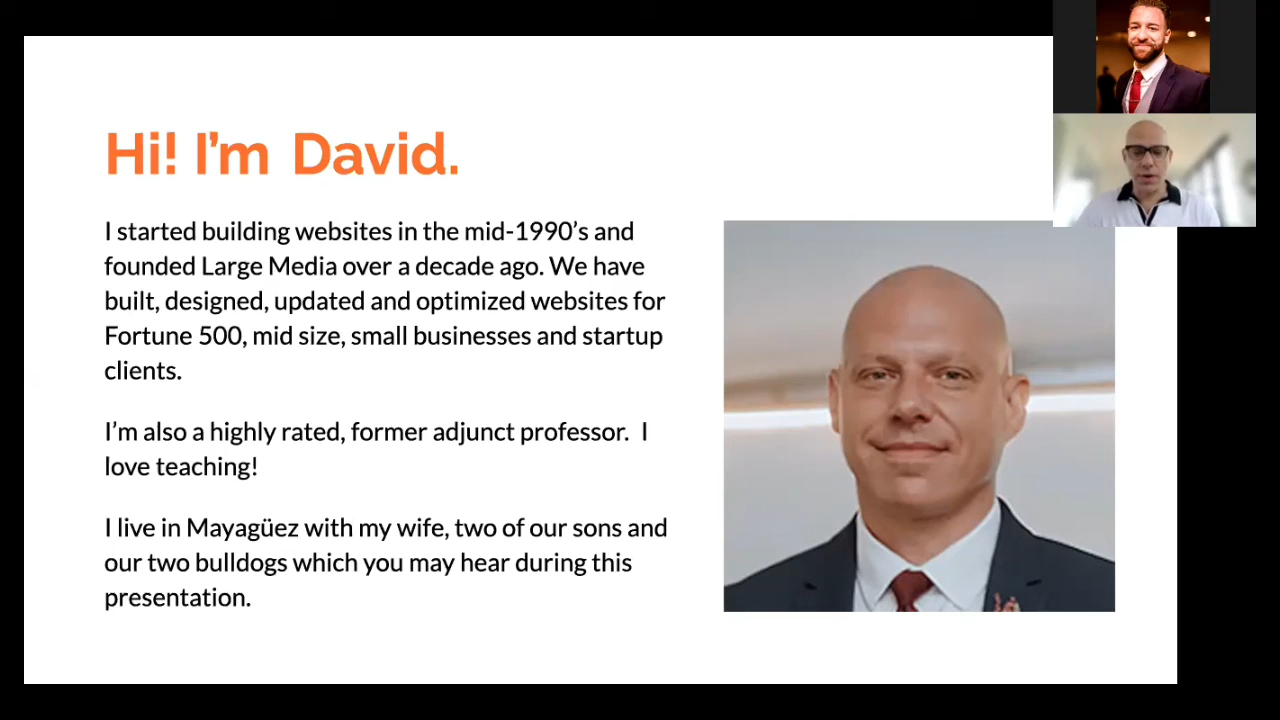 Hi! I'm David.
I started building websites in the mid-1990's and
founded Large Media over a decade ago. We have
built, designed, updated and optimized websites for
Fortune 500, mid size, small businesses and startup
clients.
I'm also a highly rated, former adjunct professor.  I
love teaching!
I live in Mayagüez with my wife, two of our sons and
our two bulldogs which you may hear during this
presentation.